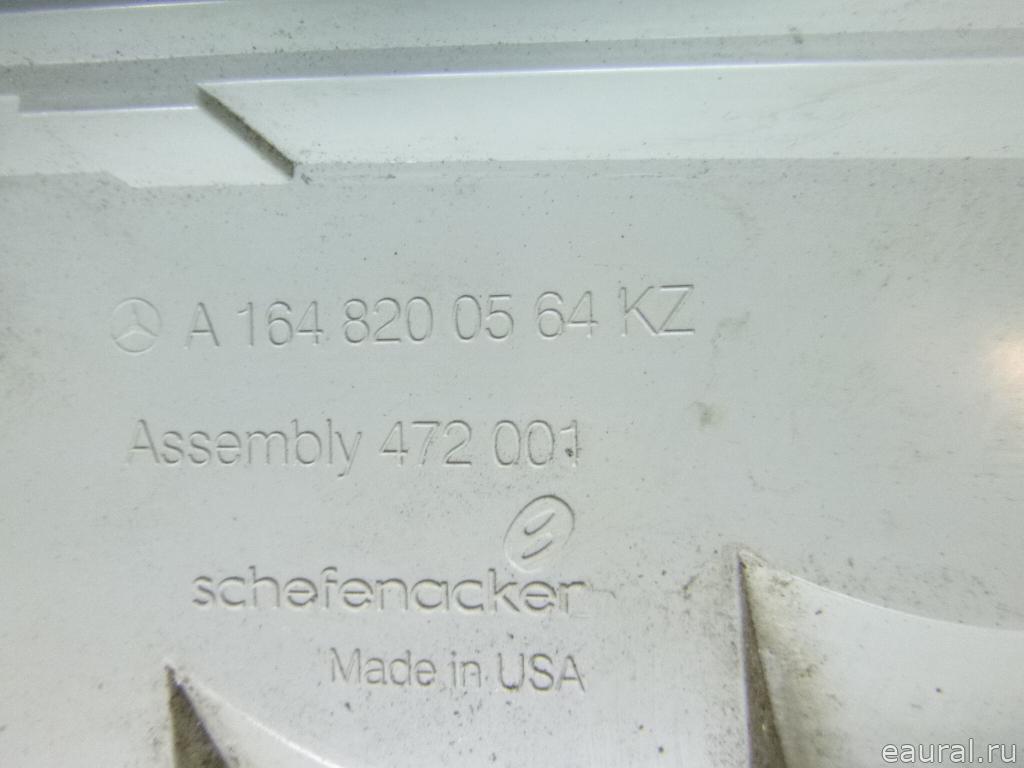 A 164 820 05 64 KZ
Assembly 472 001
schefenacker
Made in USA
eaural.ru